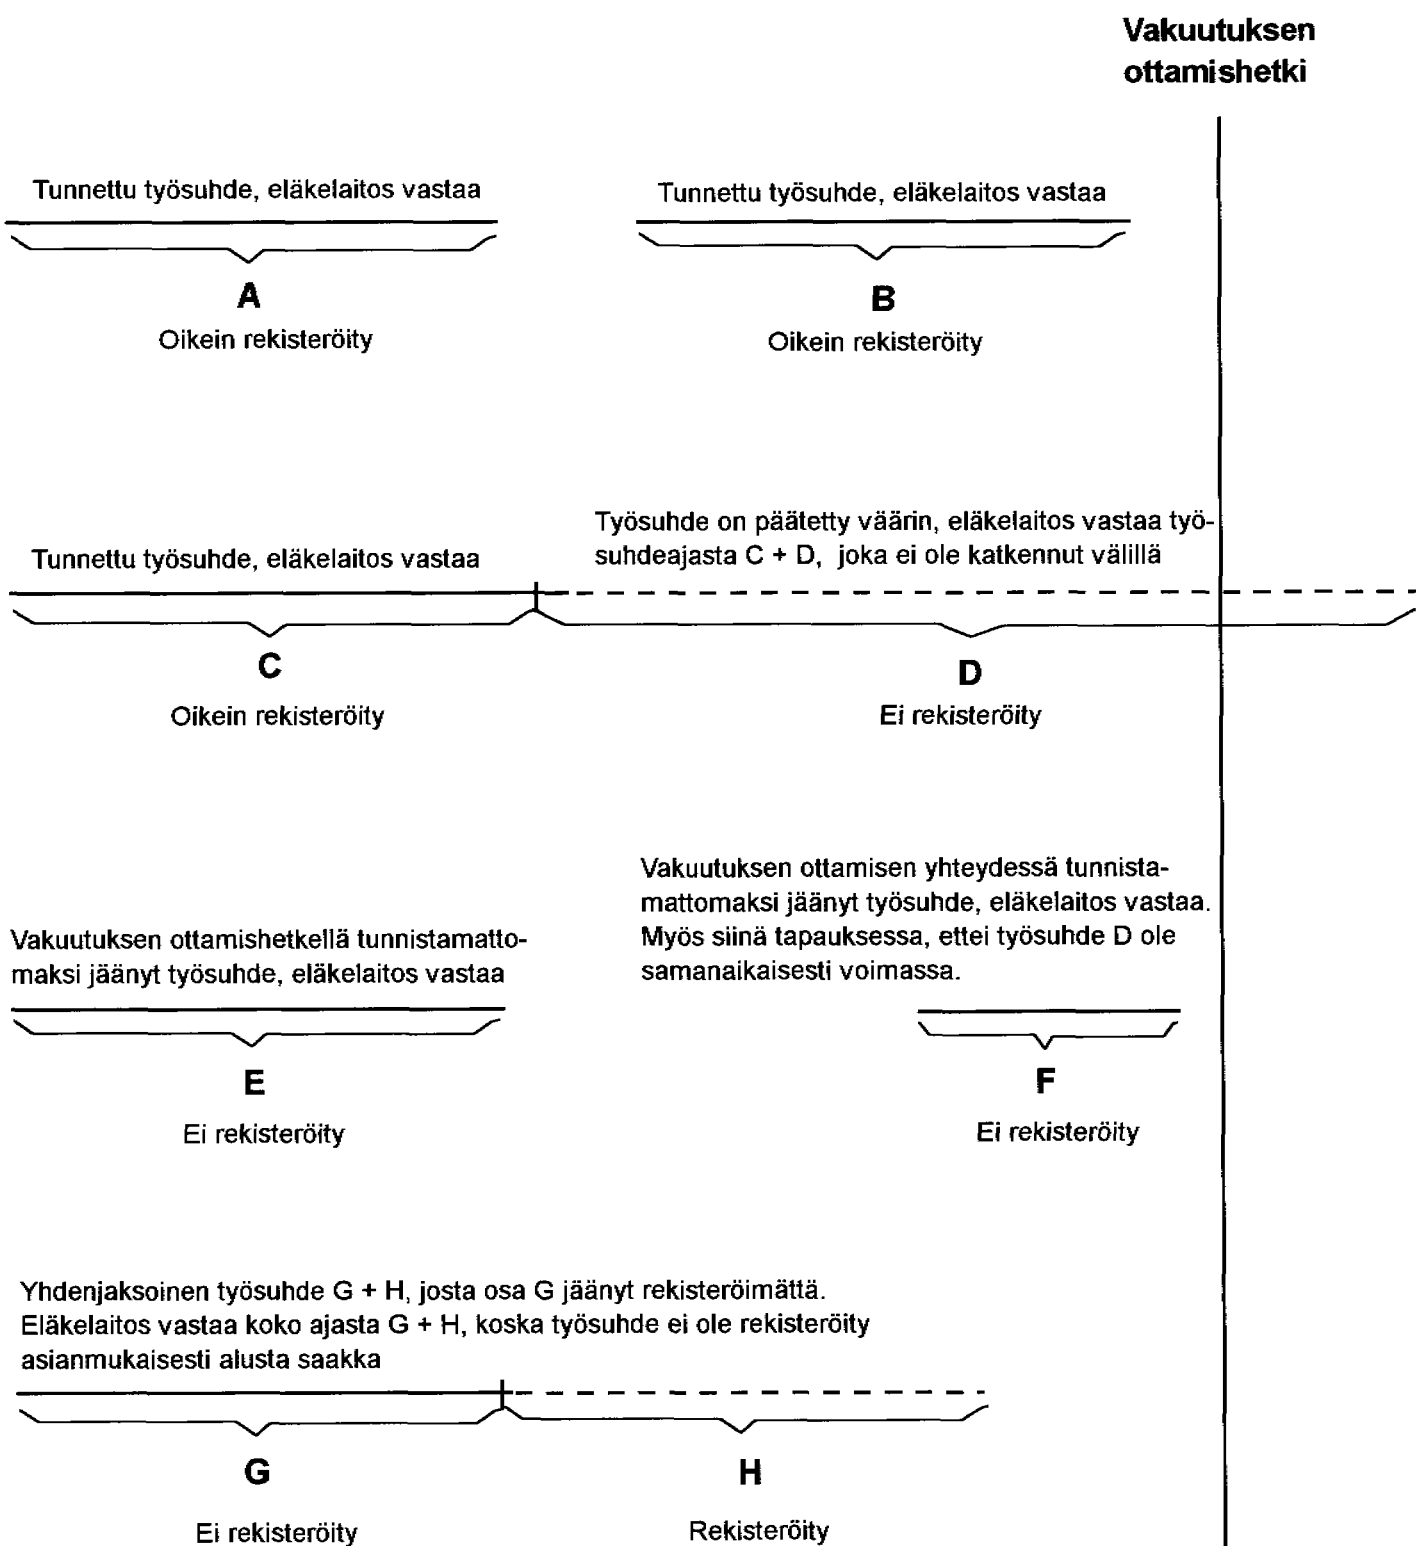 Vakuutuksen
ottamishetki
Tunnettu työsuhde, eläkelaitos vastaa
Tunnettu työsuhde, eläkelaitos vastaa
A
B
Oikein rekisteröity
Oikein rekisteröity
Tunnettu työsuhde, eläkelaitos vastaa
Työsuhde on päätetty väärin, eläkelaitos vastaa työ-
suhdeajasta C + D, joka ei ole katkennut välillä
C
D
Oikein rekisteröity
Ei rekisteröity
Vakuutuksen ottamishetkellä tunnistamatto-
maksi jäänyt työsuhde, eläkelaitos vastaa
Vakuutuksen ottamisen yhteydessä tunnista-
mattomaksi jäänyt työsuhde, eläkelaitos vastaa.
Myös siinä tapauksessa, ettei työsuhde D ole
samanaikaisesti voimassa.
E
F
Ei rekisteröity
Ei rekisteröity
Yhdenjaksoinen työsuhde G + H, josta osa G jäänyt rekisteröimättä.
Eläkelaitos vastaa koko ajasta G + H, koska työsuhde ei ole rekisteröity
asianmukaisesti alusta saakka
G
H
Ei rekisteröity
Rekisteröity